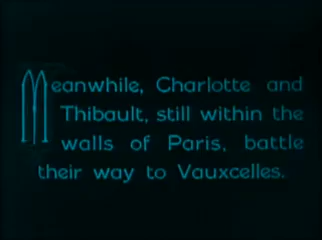 Meanwhile, Charlotte and
Thibault, still within the
walls of Paris, battle
their way to Vauxcelles.